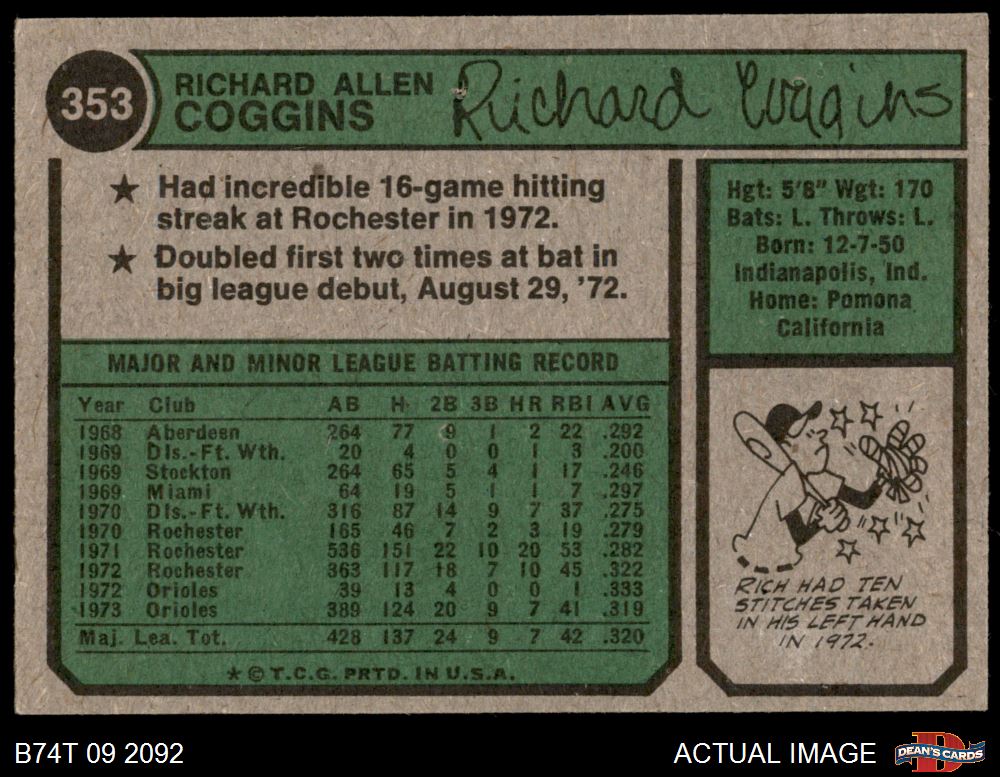 353
RICHARD ALLEN
COGGINS
Richard Coggins
★ Had incredible 16-game hitting
streak at Rochester in 1972.
★ Doubled first two times at bat in
big league debut, August 29, '72.
Hgt: 5'8" Wgt: 170
Bats: L. Throws: L.
Born: 12-7-50
Indianapolis, Ind.
Home: Pomona
California
MAJOR AND MINOR LEAGUE BATTING RECORD
Year Club AB H 2B 3B HR RBI AVG
1968 Aberdeen 264 77 9 1 2 22 .292
1969 Dls.-Ft. Wth. 20 4 0 0 1 3 .200
1969 Stockton 264 65 5 4 1 17 .246
1969 Miami 64 19 5 1 1 7 .297
1970 Dls.-Ft. Wth. 316 87 14 9 7 37 .275
1970 Rochester 165 46 7 2 3 19 .279
1971 Rochester 536 151 22 10 20 53 .282
1972 Rochester 363 117 18 7 10 45 .322
1972 Orioles 39 13 4 0 0 1 .333
1973 Orioles 389 124 20 9 7 41 .319
Maj. Lea. Tot. 428 137 24 9 7 42 .320
★ © T.C.G. PRTD. IN U.S.A.
RICH HAD TEN
STITCHES TAKEN
IN HIS LEFT HAND
IN 1972.
B74T 09 2092
ACTUAL IMAGE
DEAN'S CARDS